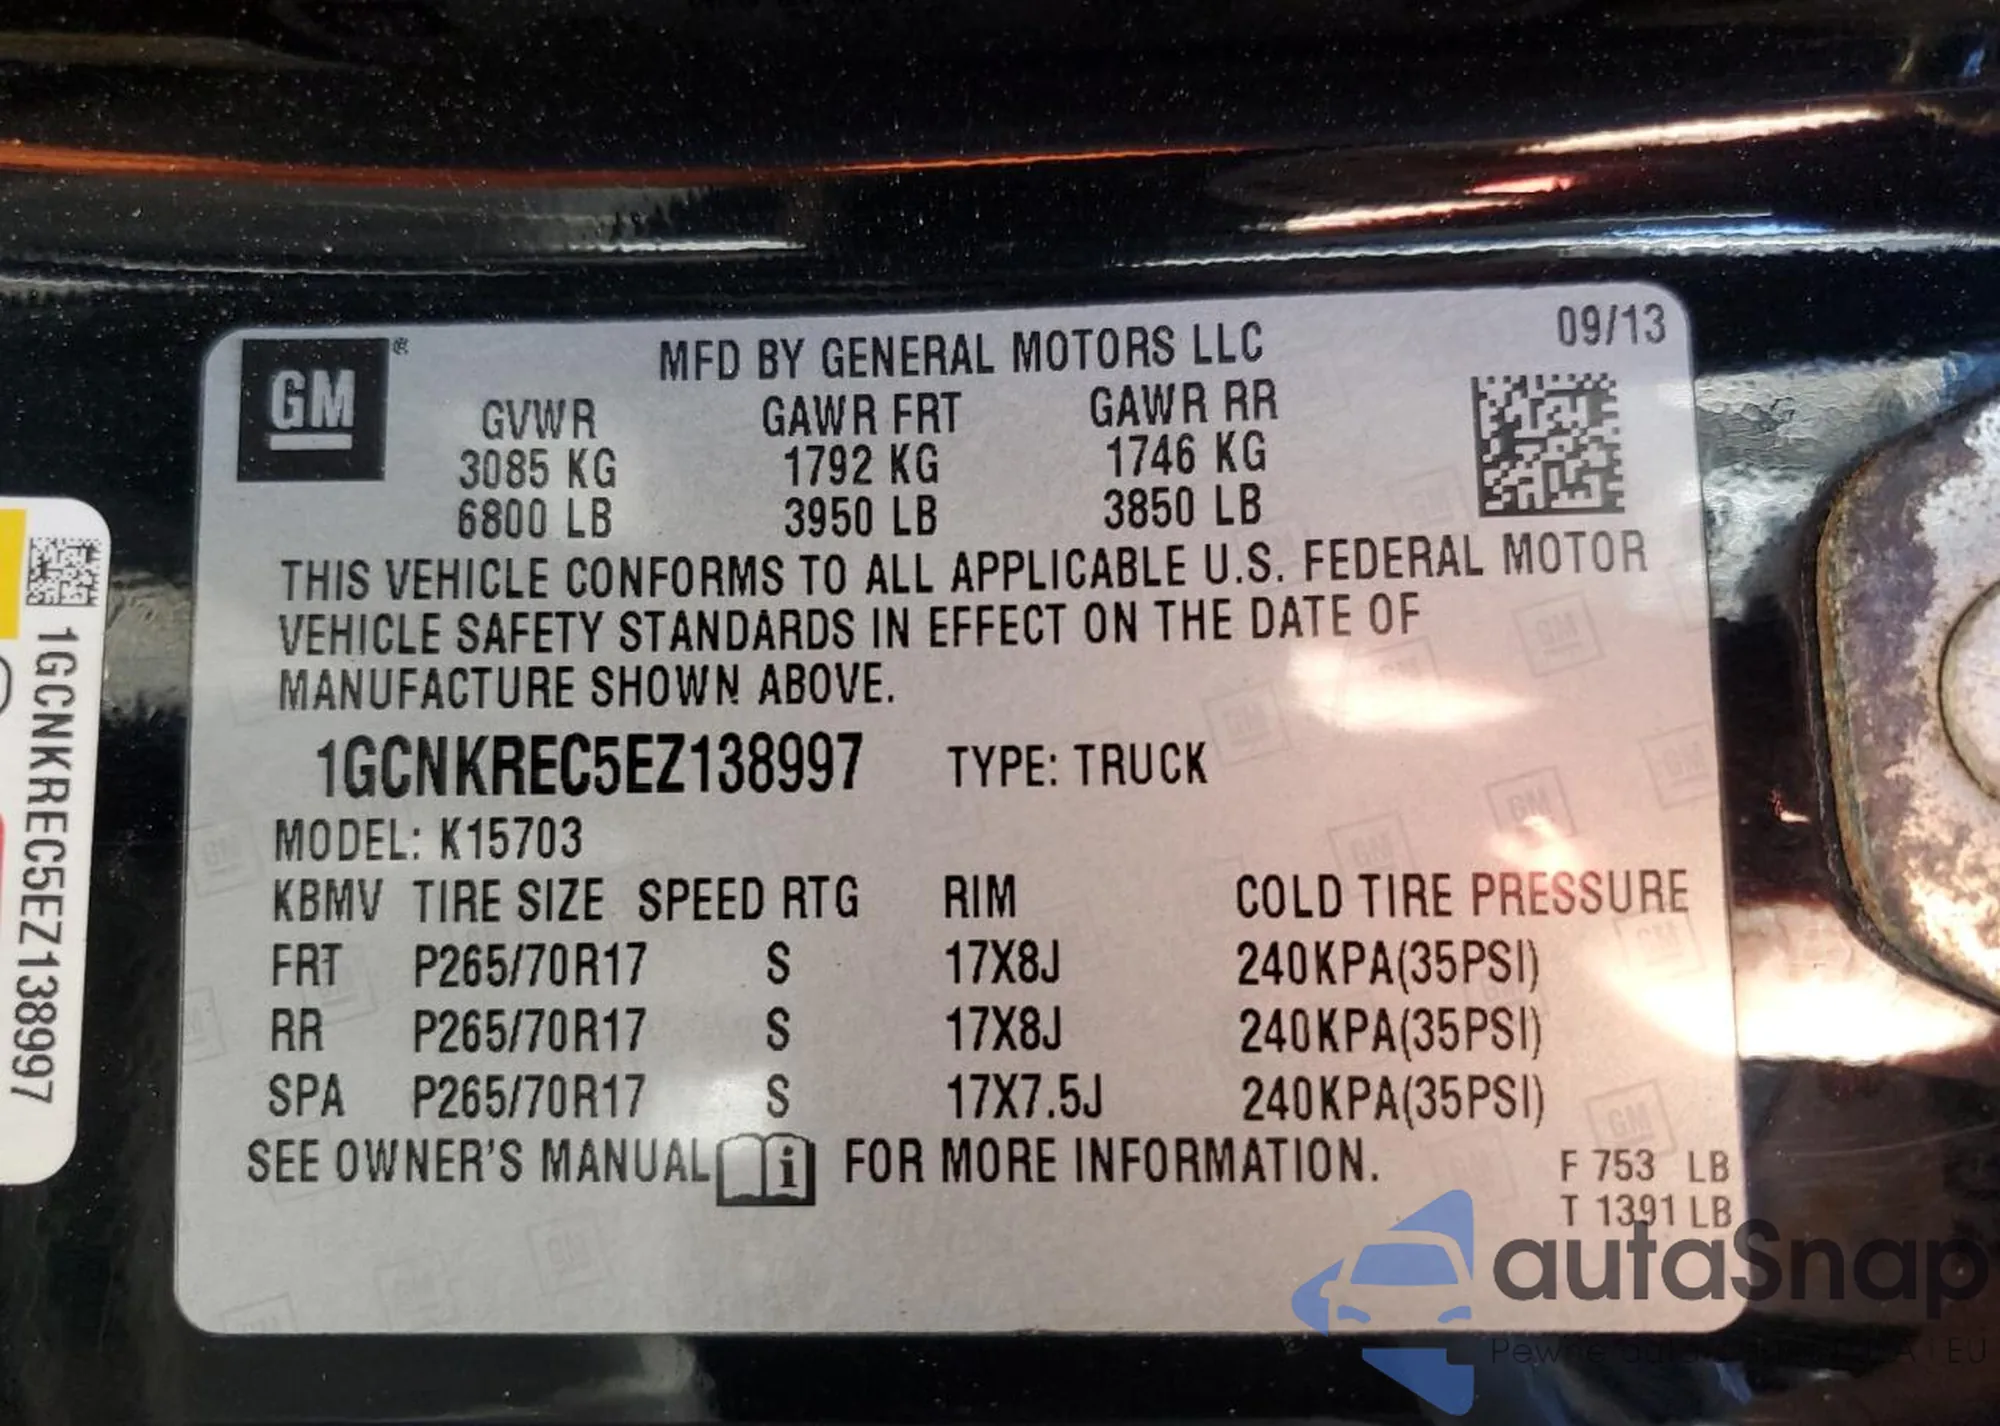 09/13
GM
MFD BY GENERAL MOTORS LLC
GVWR GAWR FRT GAWR RR
3085 KG 1792 KG 1746 KG
6800 LB 3950 LB 3850 LB
THIS VEHICLE CONFORMS TO ALL APPLICABLE U.S. FEDERAL MOTOR
VEHICLE SAFETY STANDARDS IN EFFECT ON THE DATE OF
MANUFACTURE SHOWN ABOVE.
1GCNKREC5EZ138997 TYPE: TRUCK
MODEL: K15703
KBMV TIRE SIZE SPEED RTG RIM COLD TIRE PRESSURE
FRT P265/70R17 S 17X8J 240KPA(35PSI)
RR P265/70R17 S 17X8J 240KPA(35PSI)
SPA P265/70R17 S 17X7.5J 240KPA(35PSI)
SEE OWNER'S MANUAL i FOR MORE INFORMATION.
F 753 LB
T 1391 LB
1GCNKREC5EZ138997
autaSnap
EU